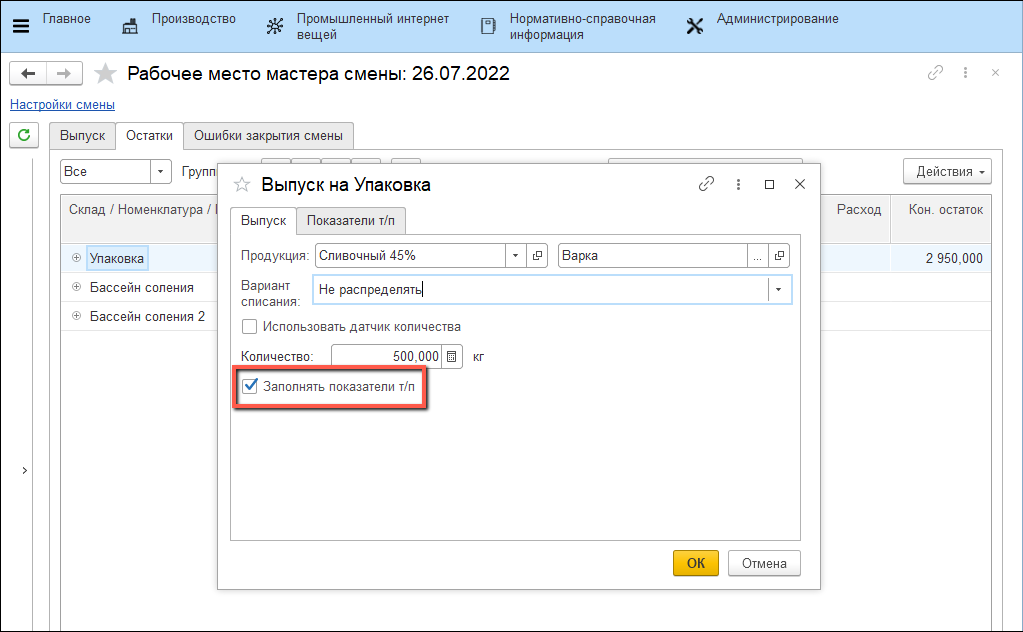 Главное
Производство
Промышленный интернет
вещей
Нормативно-справочная
информация
Администрирование
Рабочее место мастера смены: 26.07.2022
Настройки смены
Выпуск
Остатки
Ошибки закрытия смены
Все
Групп
Действия
Склад / Номенклатура /
Расход
Кон. остаток
Упаковка
2 950,000
Бассейн соления
Бассейн соления 2
Выпуск на Упаковка
Выпуск
Показатели т/п
Продукция: Сливочный 45% Варка ...
Вариант
списания: Не распределять
Использовать датчик количества
Количество: 500,000 кг
Заполнять показатели т/п
ОК
Отмена